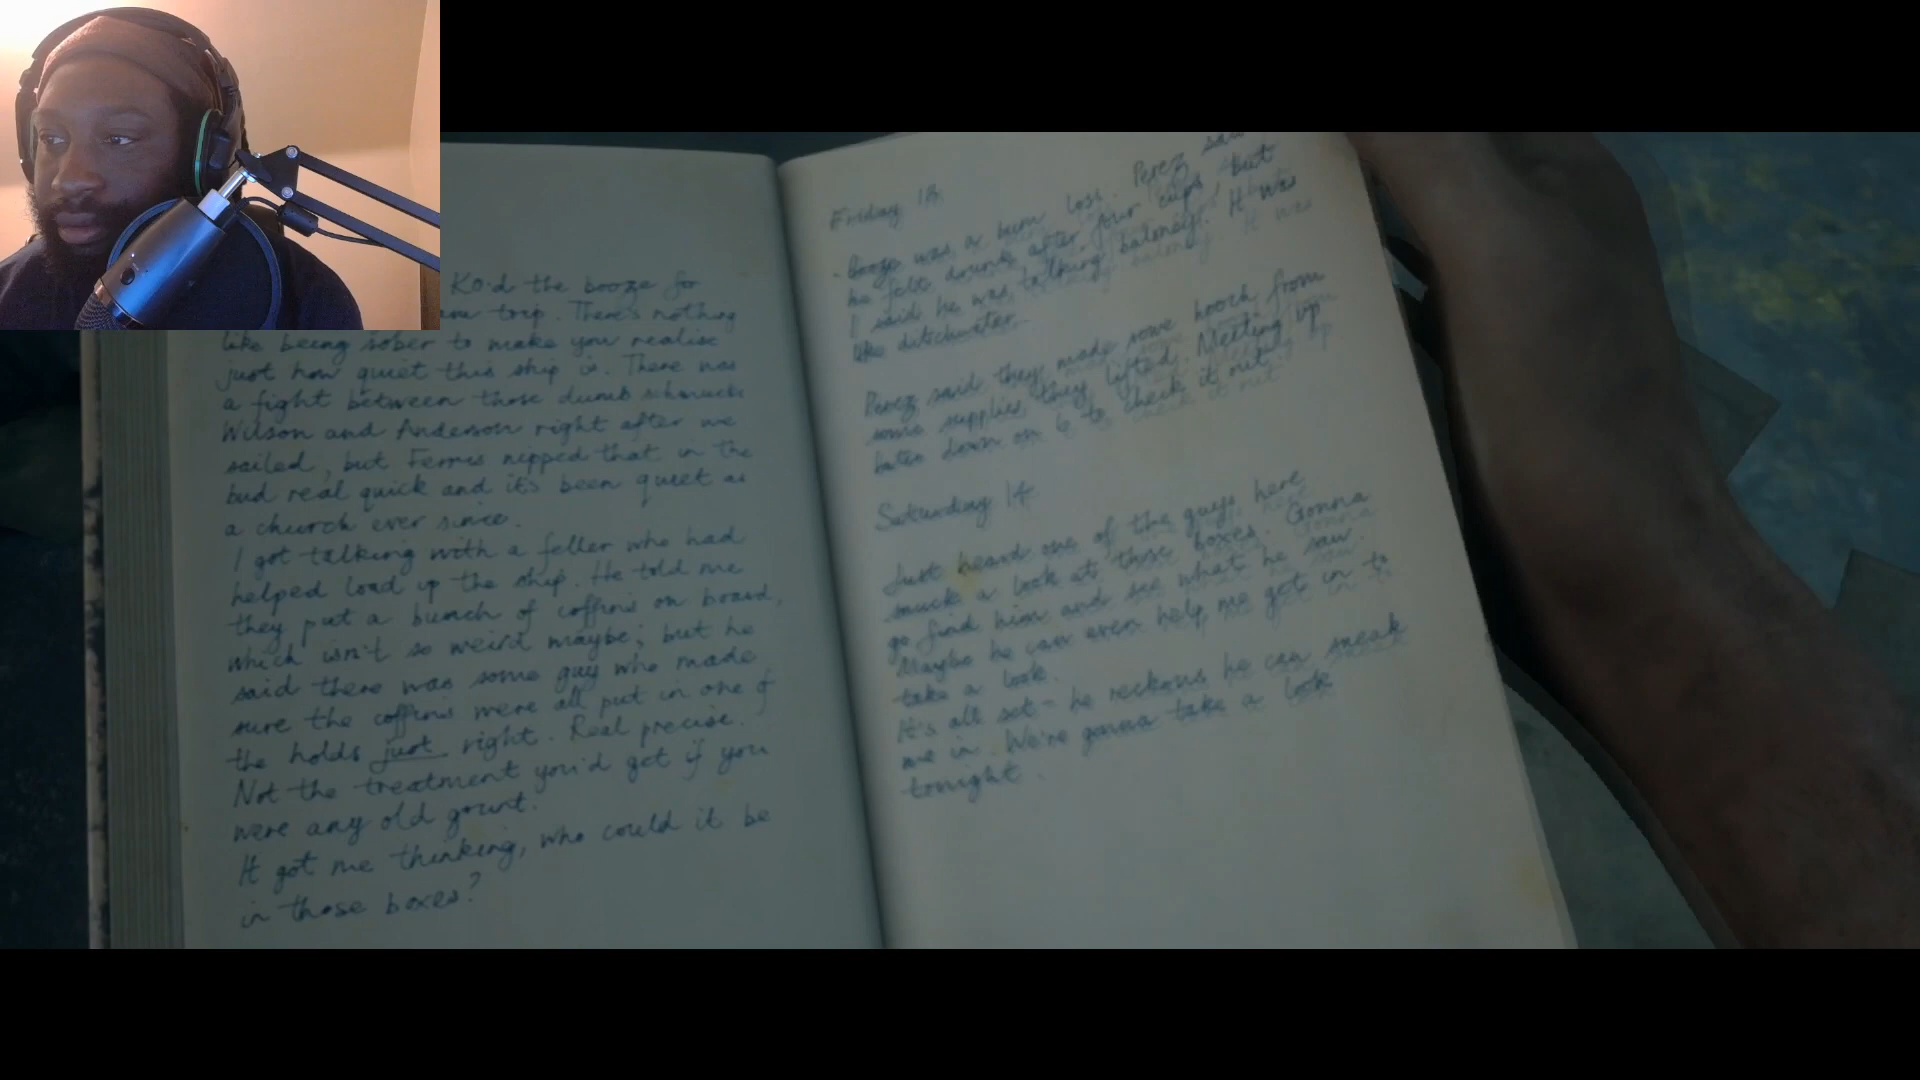 KO'd the booze for
trip. There's nothing
like being sober to make you realise
just how quiet this ship is. There was
a fight between those dumb schmucks
Wilson and Anderson right after we
sailed, but Ferris nipped that in the
bud real quick and it's been quiet as
a church ever since.
I got talking with a feller who had
helped load up the ship. He told me
they put a bunch of coffins on board,
which isn't so weird maybe; but he
said there was some guy who made
sure the coffins were all put in one of
the holds just right. Real precise.
Not the treatment you'd get if you
were any old grunt.
It got me thinking, who could it be
in those boxes?
Friday 13
Booze was a bum loss. Perez said
he felt drunk after four cups but
I said he was talking baloney. It was
like ditchwater.
Perez said they made some hooch from
some supplies they lifted. Meeting up
later down on 6 to check it out.
Saturday 14
Just heard one of the guys here
snuck a look at those boxes. Gonna
go find him and see what he saw.
Maybe he can even help me get in to
take a look.
It's all set - he reckons he can sneak
me in. We're gonna take a look
tonight.